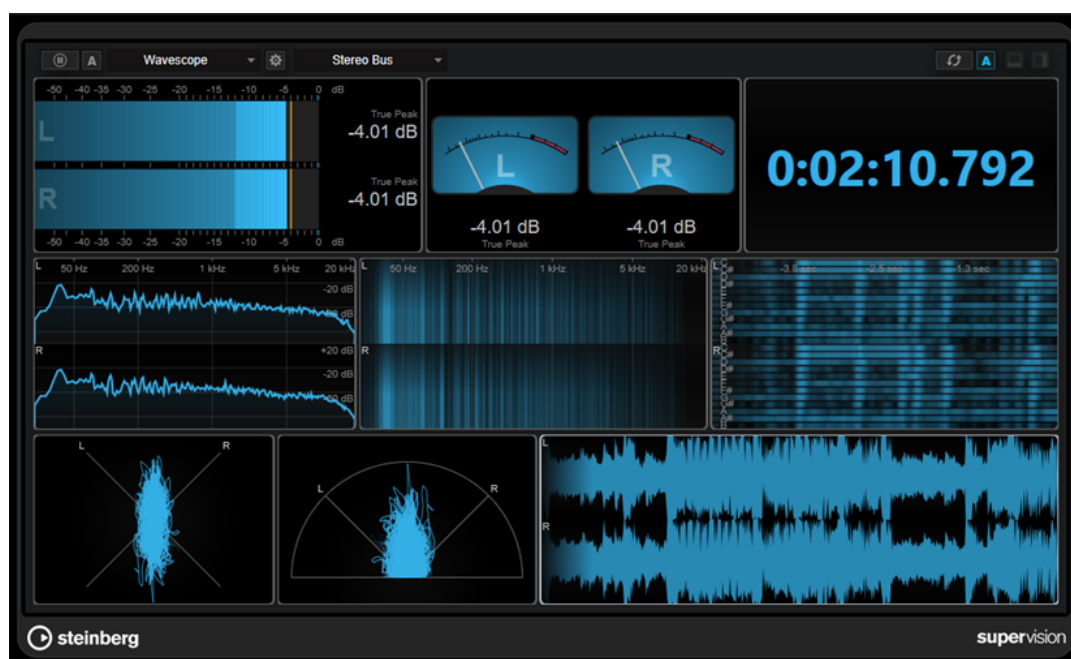 A Wavescope Stereo Bus A
-50 -40 -35 -30 -25 -20 -15 -10 -5 0 dB
L
True Peak
-4.01 dB
R
True Peak
-4.01 dB
-50 -40 -35 -30 -25 -20 -15 -10 -5 0 dB
L R
-4.01 dB -4.01 dB
True Peak True Peak
0:02:10.792
L 50 Hz 200 Hz 1 kHz 5 kHz 20 kHz
-20 dB
R +20 dB
-20 dB
L 50 Hz 200 Hz 1 kHz 5 kHz 20 kHz
R
L -3.8 sec -2.5 sec -1.3 sec
R
L R
L R
L
R
steinberg
supervision